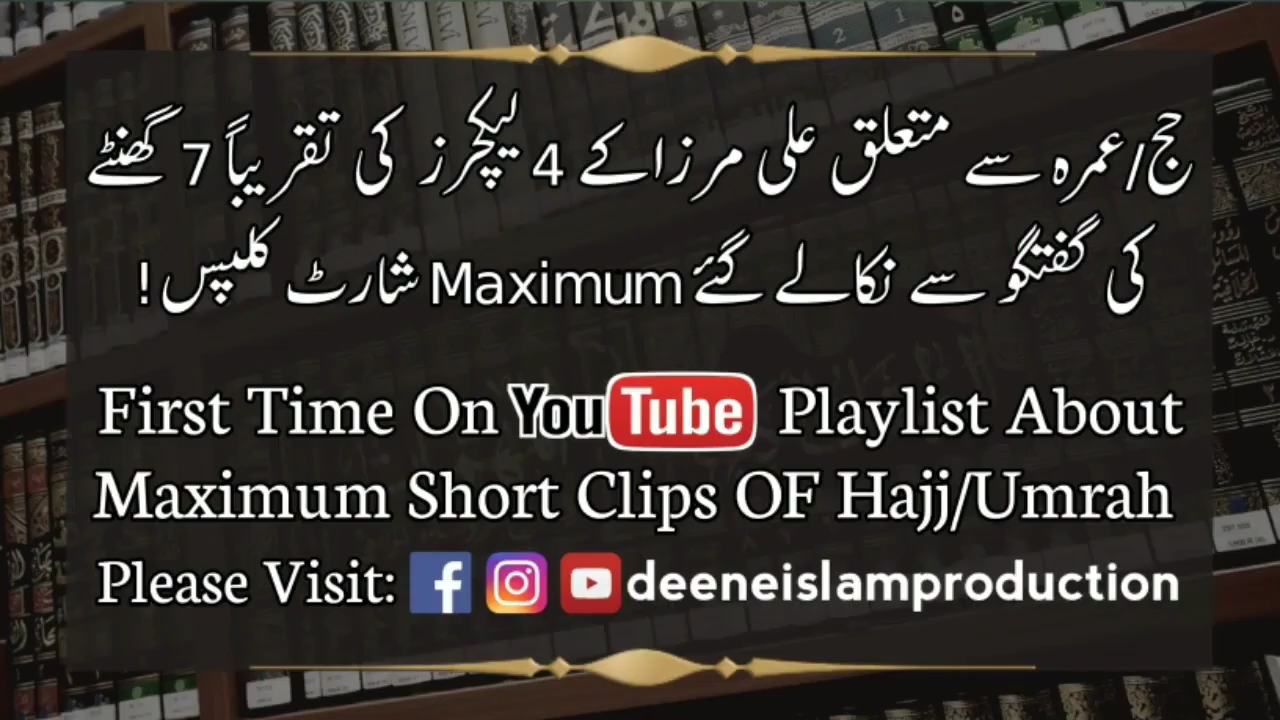 حج/عمرہ سے متعلق علی مرزا کے 4 لیکچرز کی تقریباً 7 گھنٹے
کی گفتگو سے نکالے گئے Maximum شارٹ کلپس !
First Time On YouTube Playlist About
Maximum Short Clips OF Hajj/Umrah
Please Visit: deeneislamproduction